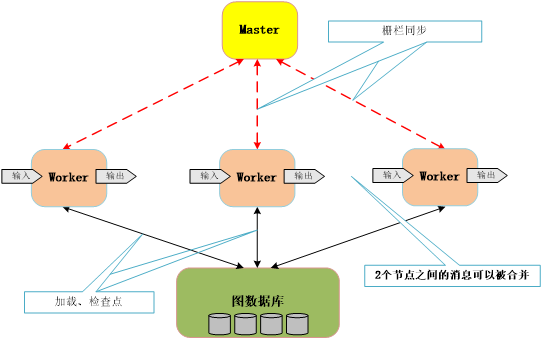 Master
栅栏同步
输入
Worker
输出
输入
Worker
输出
输入
Worker
输出
2个节点之间的消息可以被合并
加载、检查点
图数据库